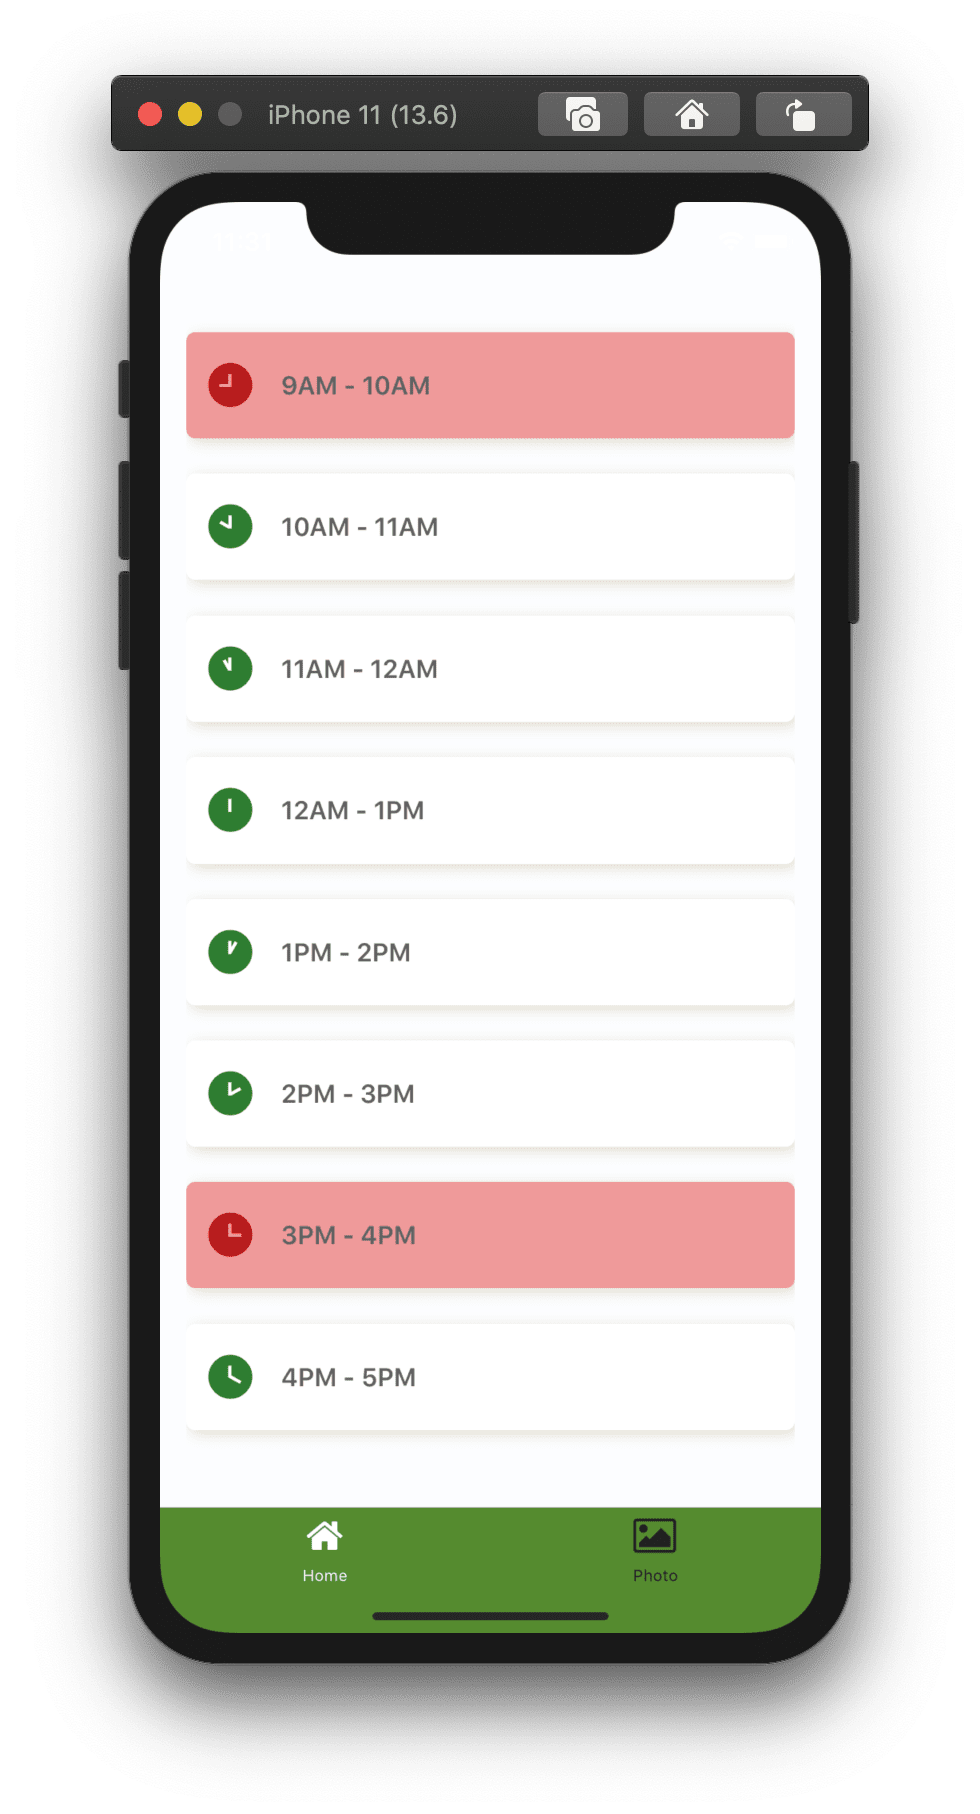 iPhone 11 (13.6)
9AM - 10AM
10AM - 11AM
11AM - 12AM
12AM - 1PM
1PM - 2PM
2PM - 3PM
3PM - 4PM
4PM - 5PM
Home
Photo